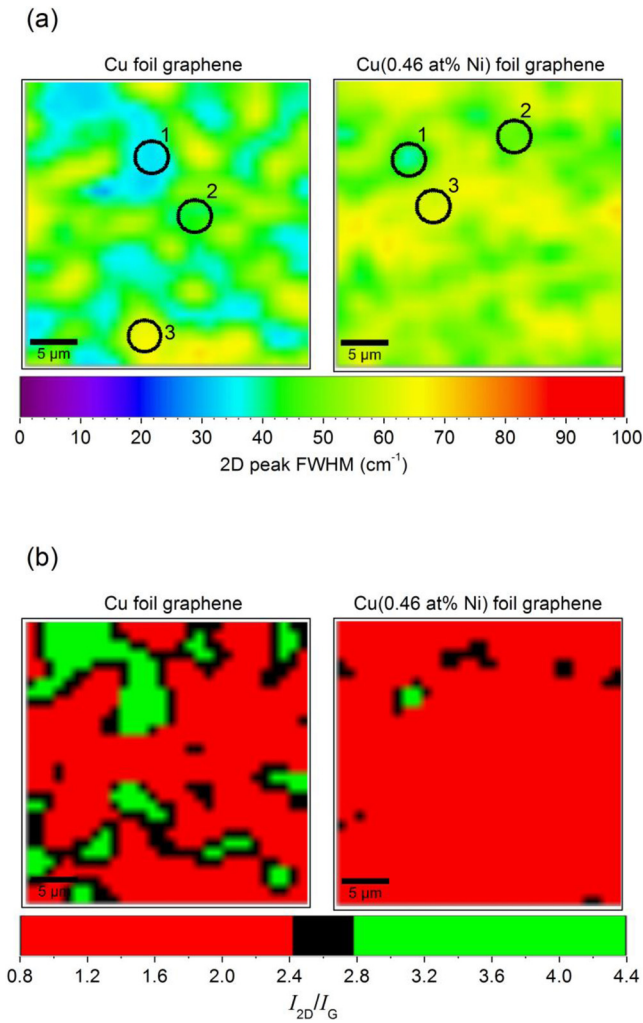 (a)
Cu foil graphene
Cu(0.46 at% Ni) foil graphene
1
2
3
5 µm
1
2
3
5 µm
0 10 20 30 40 50 60 70 80 90 100
2D peak FWHM (cm⁻¹)
(b)
Cu foil graphene
Cu(0.46 at% Ni) foil graphene
5 µm
5 µm
0.8 1.2 1.6 2.0 2.4 2.8 3.2 3.6 4.0 4.4
I2D/IG